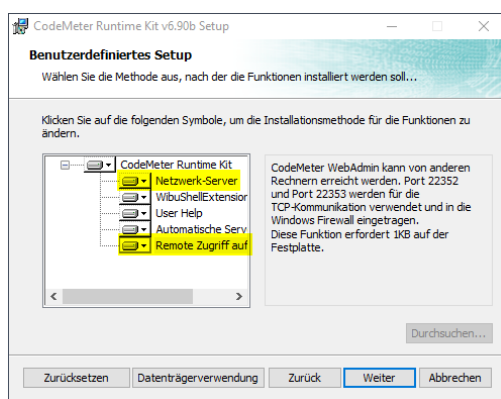 CodeMeter Runtime Kit v6.90b Setup
Benutzerdefiniertes Setup
Wählen Sie die Methode aus, nach der die Funktionen installiert werden soll...
Klicken Sie auf die folgenden Symbole, um die Installationsmethode für die Funktionen zu
ändern.
CodeMeter Runtime Kit
Netzwerk-Server
WibuShellExtension
User Help
Automatische Serv
Remote Zugriff auf
CodeMeter WebAdmin kann von anderen
Rechnern erreicht werden. Port 22352
und Port 22353 werden für die
TCP-Kommunikation verwendet und in die
Windows Firewall eingetragen.
Diese Funktion erfordert 1KB auf der
Festplatte.
Durchsuchen...
Zurücksetzen
Datenträgerverwendung
Zurück
Weiter
Abbrechen